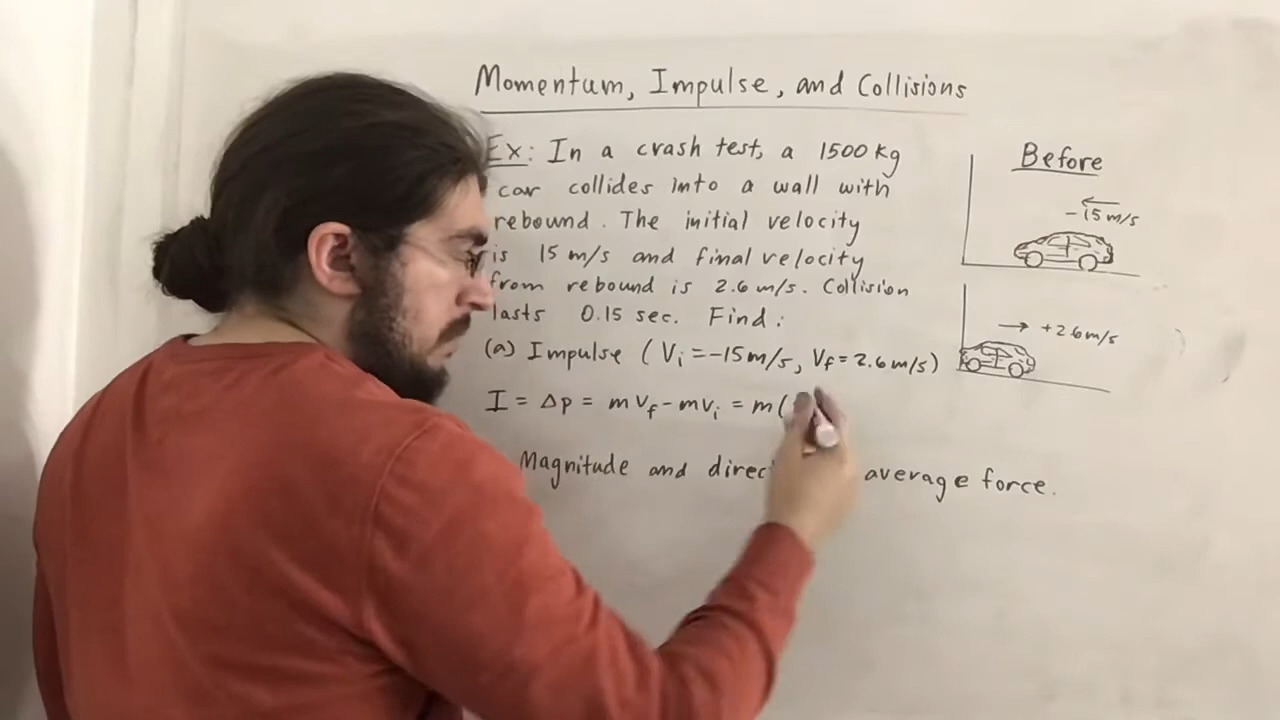 Momentum, Impulse, and Collisions
Ex: In a crash test, a 1500 kg
car collides into a wall with
rebound. The initial velocity
is 15 m/s and final velocity
from rebound is 2.6 m/s. Collision
lasts 0.15 sec. Find:
(a) Impulse (Vi = -15 m/s, Vf = 2.6 m/s)
I = Δp = mVf - mVi = m(
Magnitude and average force.
Before
-15 m/s
+2.6 m/s